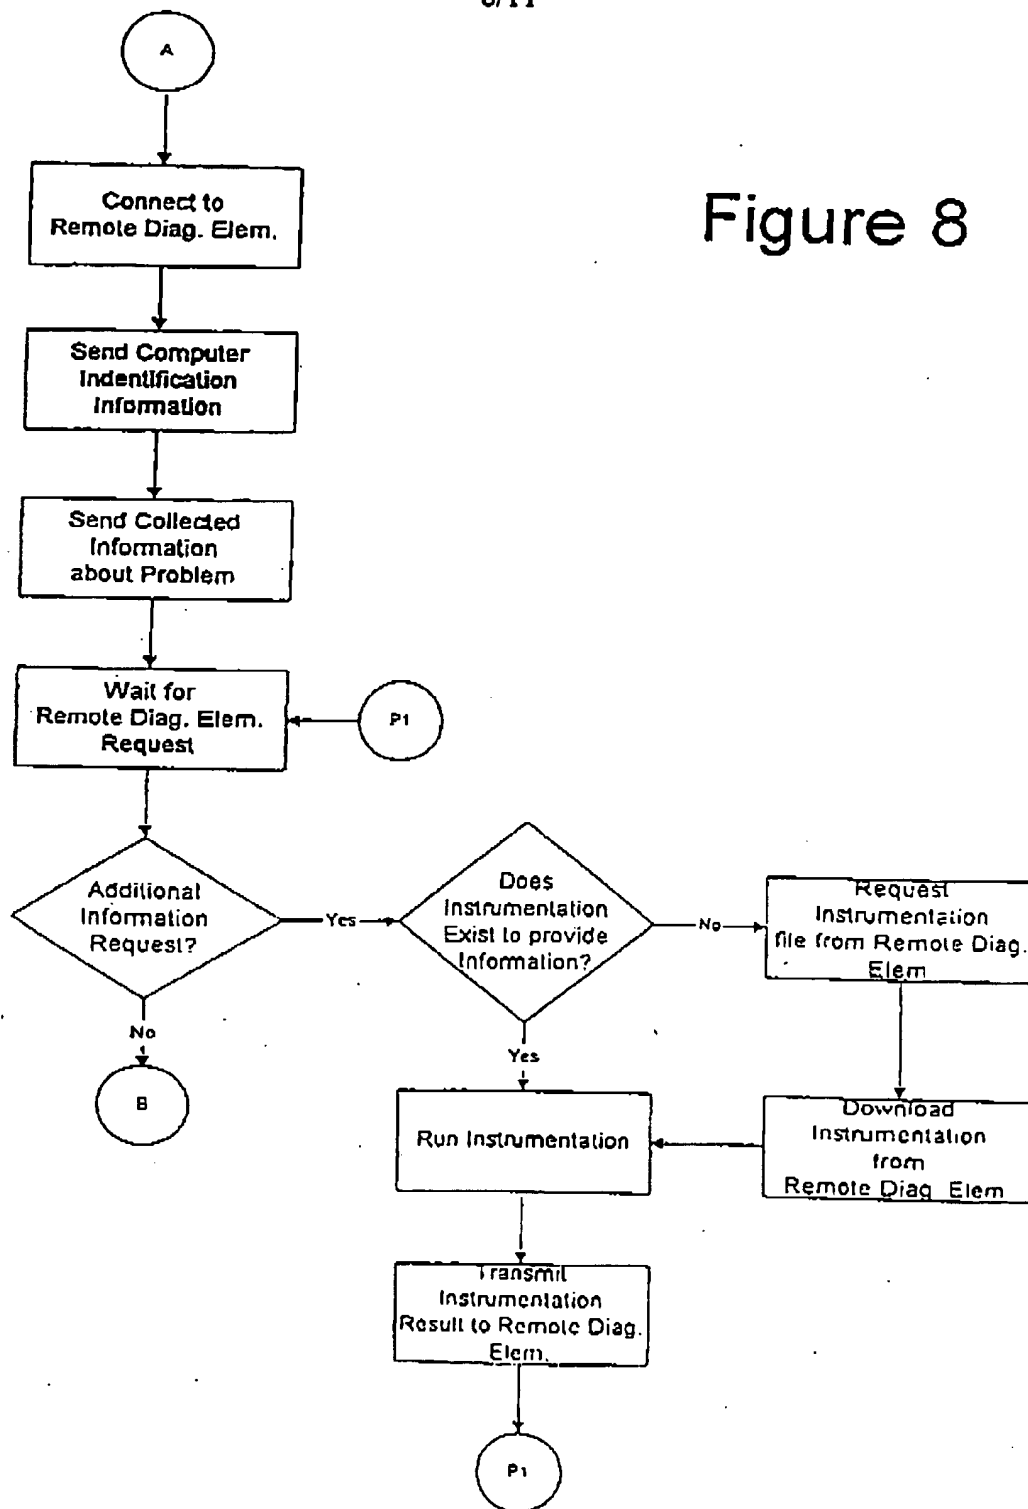 8/11
A
Connect to
Remote Diag. Elem.
Figure 8
Send Computer
Indentification
Information
Send Collected
Information
about Problem
Wait for
Remote Diag. Elem.
Request
P1
Additional
Information
Request?
Yes
Does
Instrumentation
Exist to provide
Information?
No
Request
Instrumentation
file from Remote Diag.
Elem
No
B
Yes
Run Instrumentation
Download
Instrumentation
from
Remote Diag Elem
Transmit
Instrumentation
Result to Remote Diag.
Elem.
P1